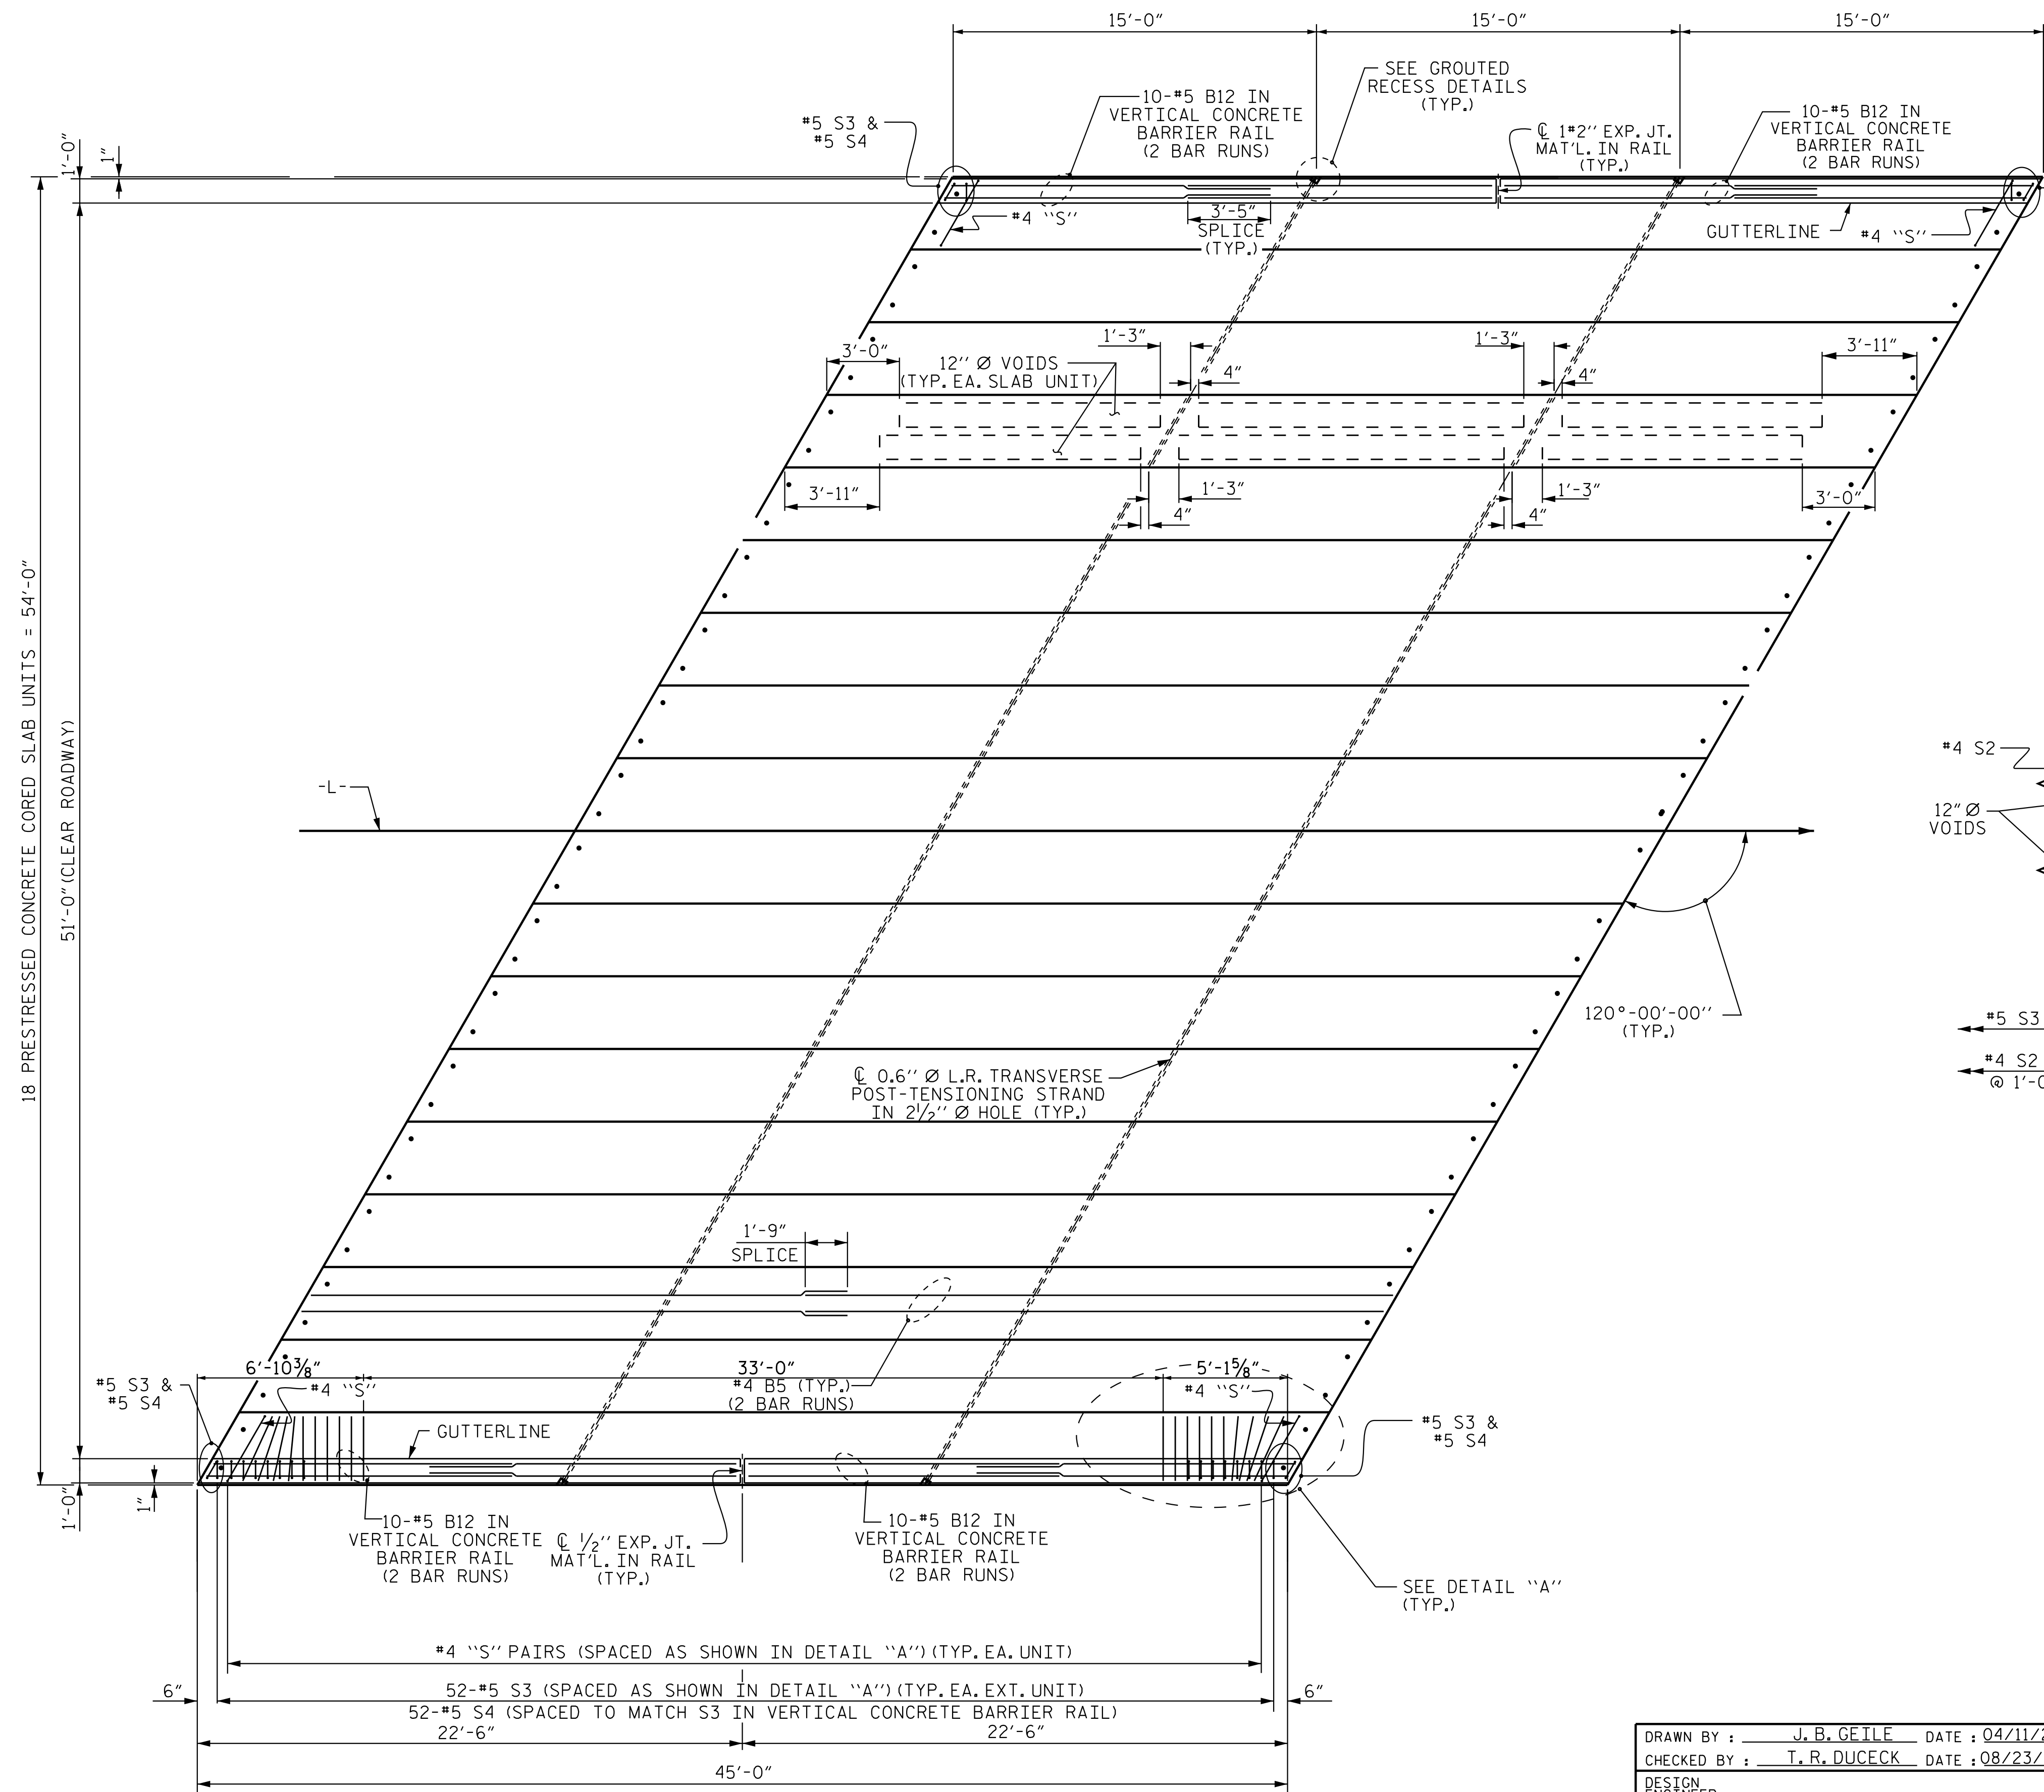 15'-0" 15'-0" 15'-0"
SEE GROUTED
RECESS DETAILS
(TYP.)
10-#5 B12 IN
VERTICAL CONCRETE
BARRIER RAIL
(2 BAR RUNS)
#5 S3 &
#5 S4
℄ 1#2" EXP. JT.
MAT'L. IN RAIL
(TYP.)
10-#5 B12 IN
VERTICAL CONCRETE
BARRIER RAIL
(2 BAR RUNS)
1'-0"
1"
#4 "S"
3'-5"
SPLICE
(TYP.)
GUTTERLINE
#4 "S"
1'-3"
1'-3"
3'-0"
12" Ø VOIDS
(TYP. EA. SLAB UNIT)
4"
4"
3'-11"
3'-11"
1'-3"
4"
1'-3"
4"
3'-0"
18 PRESTRESSED CONCRETE CORED SLAB UNITS = 54'-0"
51'-0" (CLEAR ROADWAY)
-L-
#4 S2
12" Ø
VOIDS
120°-00'-00"
(TYP.)
#5 S3
#4 S2
@ 1'-0
℄ 0.6" Ø L.R. TRANSVERSE
POST-TENSIONING STRAND
IN 2½" Ø HOLE (TYP.)
1'-9"
SPLICE
6'-10⅜"
33'-0"
5'-1⅝"
#4 B5 (TYP.)
(2 BAR RUNS)
#5 S3 &
#5 S4
#4 "S"
#4 "S"
GUTTERLINE
#5 S3 &
#5 S4
1'-0"
1"
10-#5 B12 IN
VERTICAL CONCRETE
BARRIER RAIL
(2 BAR RUNS)
℄ ½" EXP. JT.
MAT'L. IN RAIL
(TYP.)
10-#5 B12 IN
VERTICAL CONCRETE
BARRIER RAIL
(2 BAR RUNS)
SEE DETAIL "A"
(TYP.)
#4 "S" PAIRS (SPACED AS SHOWN IN DETAIL "A") (TYP. EA. UNIT)
6"
52-#5 S3 (SPACED AS SHOWN IN DETAIL "A") (TYP. EA. EXT. UNIT)
6"
52-#5 S4 (SPACED TO MATCH S3 IN VERTICAL CONCRETE BARRIER RAIL)
22'-6" 22'-6"
45'-0"
DRAWN BY : J. B. GEILE DATE : 04/11/
CHECKED BY : T. R. DUCECK DATE : 08/23/
DESIGN